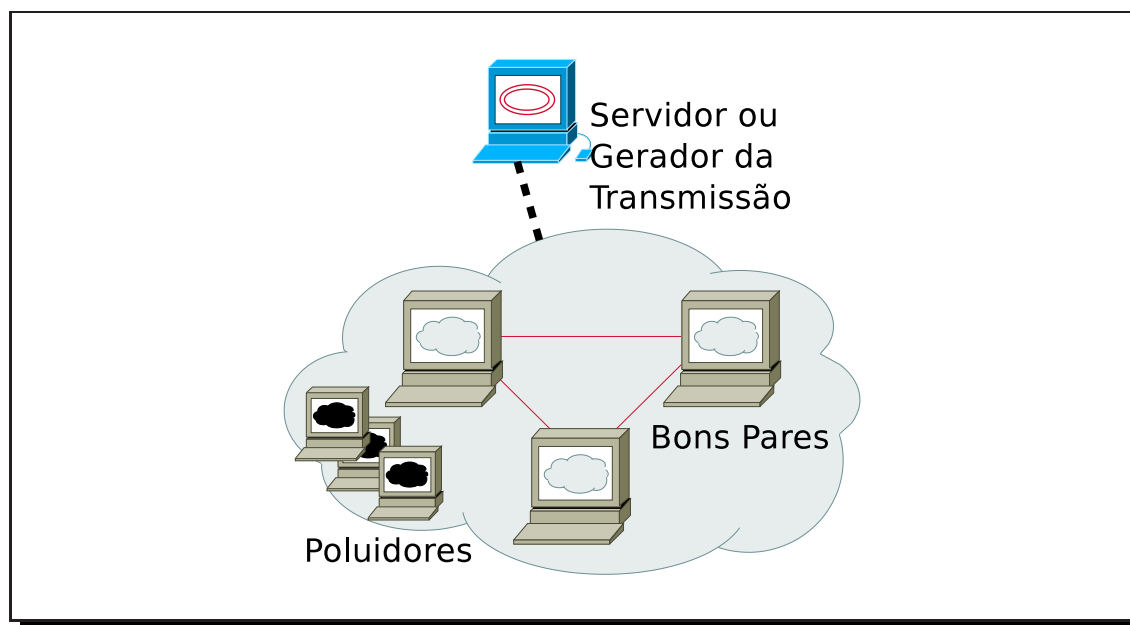 Servidor ou
Gerador da
Transmissão
Bons Pares
Poluidores